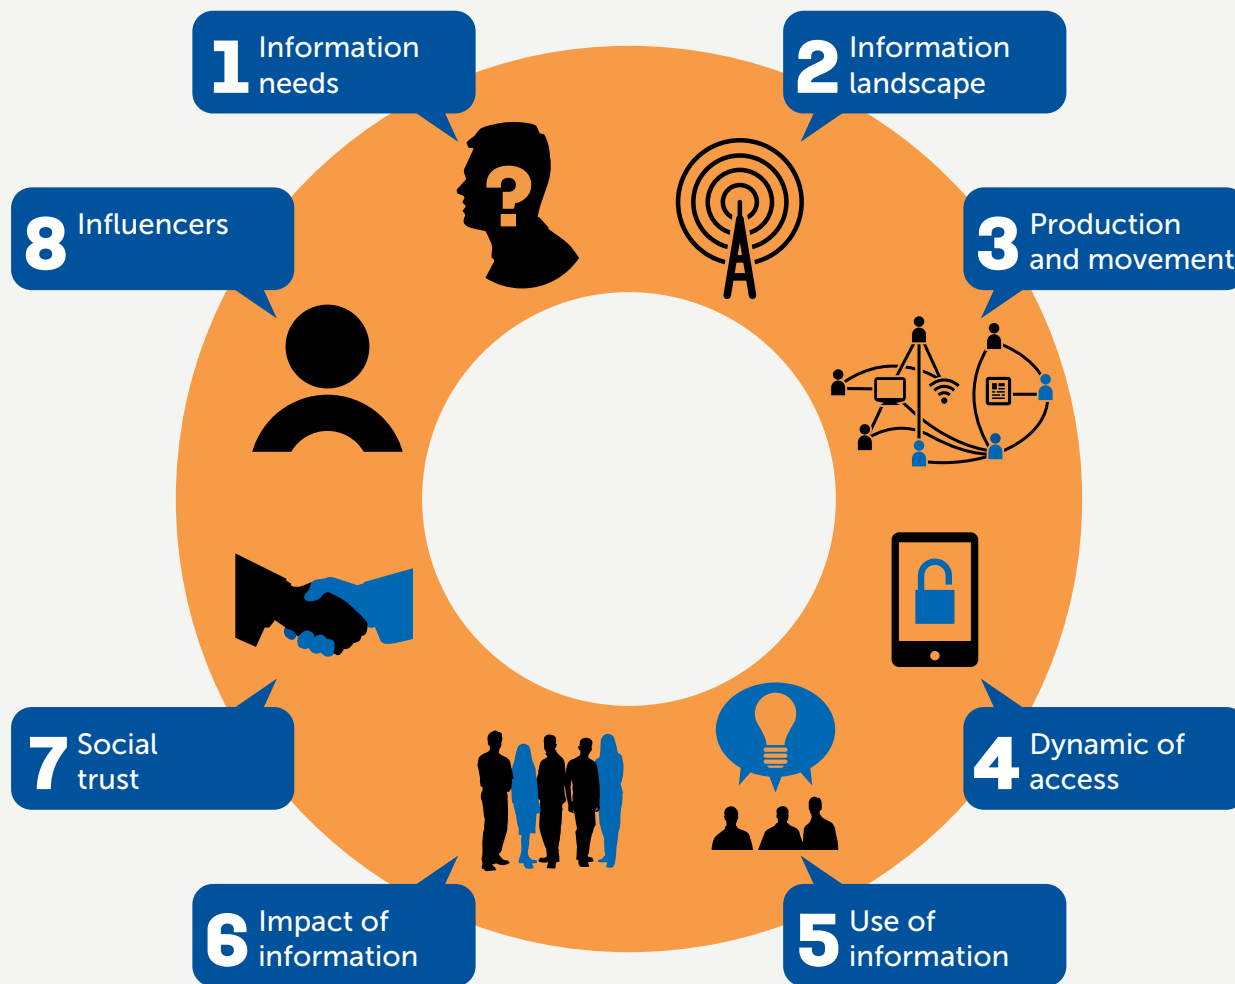 1 Information
needs
2 Information
landscape
3 Production
and movement
4 Dynamic of
access
5 Use of
information
6 Impact of
information
7 Social
trust
8 Influencers
?